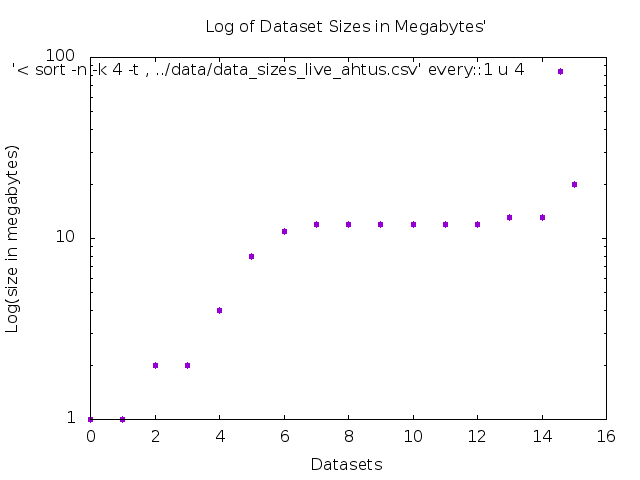 Log of Dataset Sizes in Megabytes'
100
'< sort -n -k 4 -t , ../data/data_sizes_live_ahtus.csv' every::1 u 4
10
1
Log(size in megabytes)
0 2 4 6 8 10 12 14 16
Datasets